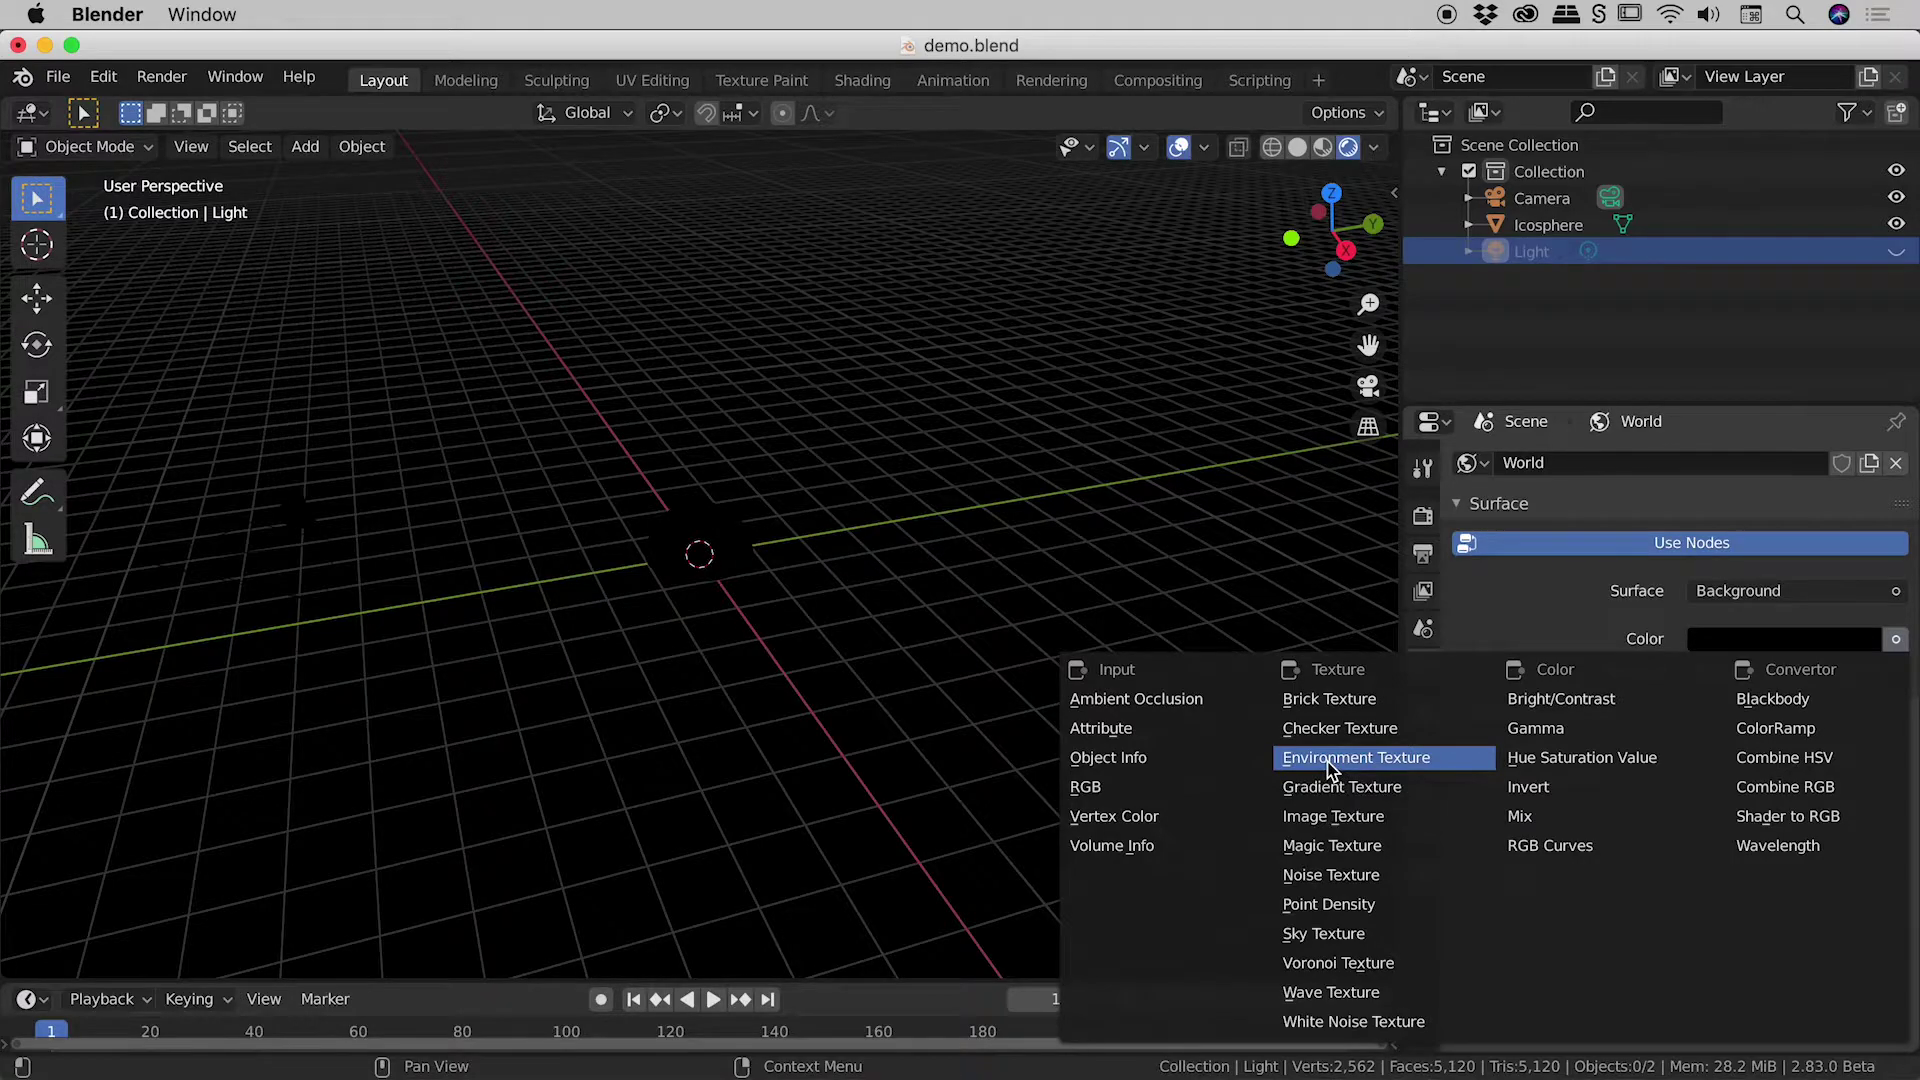 Blender Window
demo.blend
File Edit Render Window Help Layout Modeling Sculpting UV Editing Texture Paint Shading Animation Rendering Compositing Scripting + Scene View Layer
Global Options
Object Mode View Select Add Object
User Perspective
(1) Collection | Light
Z
Y
X
Scene Collection
Collection
Camera
Icosphere
Light
Scene World
World
Surface
Use Nodes
Surface Background
Color
Input Texture Color Convertor
Ambient Occlusion Brick Texture Bright/Contrast Blackbody
Attribute Checker Texture Gamma ColorRamp
Object Info Environment Texture Hue Saturation Value Combine HSV
RGB Gradient Texture Invert Combine RGB
Vertex Color Image Texture Mix Shader to RGB
Volume Info Magic Texture RGB Curves Wavelength
Noise Texture
Point Density
Sky Texture
Voronoi Texture
Wave Texture
White Noise Texture
Playback Keying View Marker 1
1 20 40 60 80 100 120 140 160 180
Pan View Context Menu Collection | Light | Verts:2,562 | Faces:5,120 | Tris:5,120 | Objects:0/2 | Mem: 28.2 MiB | 2.83.0 Beta